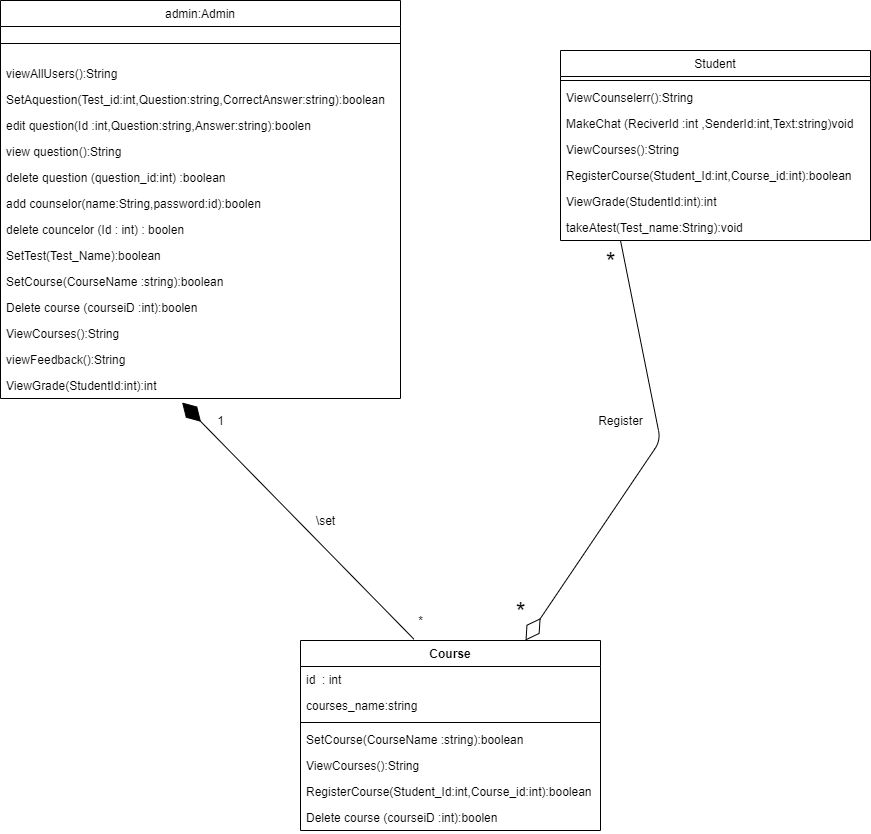 admin:Admin
viewAllUsers():String
SetAquestion(Test_id:int,Question:string,CorrectAnswer:string):boolean
edit question(Id :int,Question:string,Answer:string):boolen
view question():String
delete question (question_id:int) :boolean
add counselor(name:String,password:id):boolen
delete councelor (Id : int) : boolen
SetTest(Test_Name):boolean
SetCourse(CourseName :string):boolean
Delete course (courseiD :int):boolen
ViewCourses():String
viewFeedback():String
ViewGrade(StudentId:int):int
Student
ViewCounselerr():String
MakeChat (ReciverId :int ,SenderId:int,Text:string)void
ViewCourses():String
RegisterCourse(Student_Id:int,Course_id:int):boolean
ViewGrade(StudentId:int):int
takeAtest(Test_name:String):void
*
1
Register
\set
*
*
Course
id : int
courses_name:string
SetCourse(CourseName :string):boolean
ViewCourses():String
RegisterCourse(Student_Id:int,Course_id:int):boolean
Delete course (courseiD :int):boolen